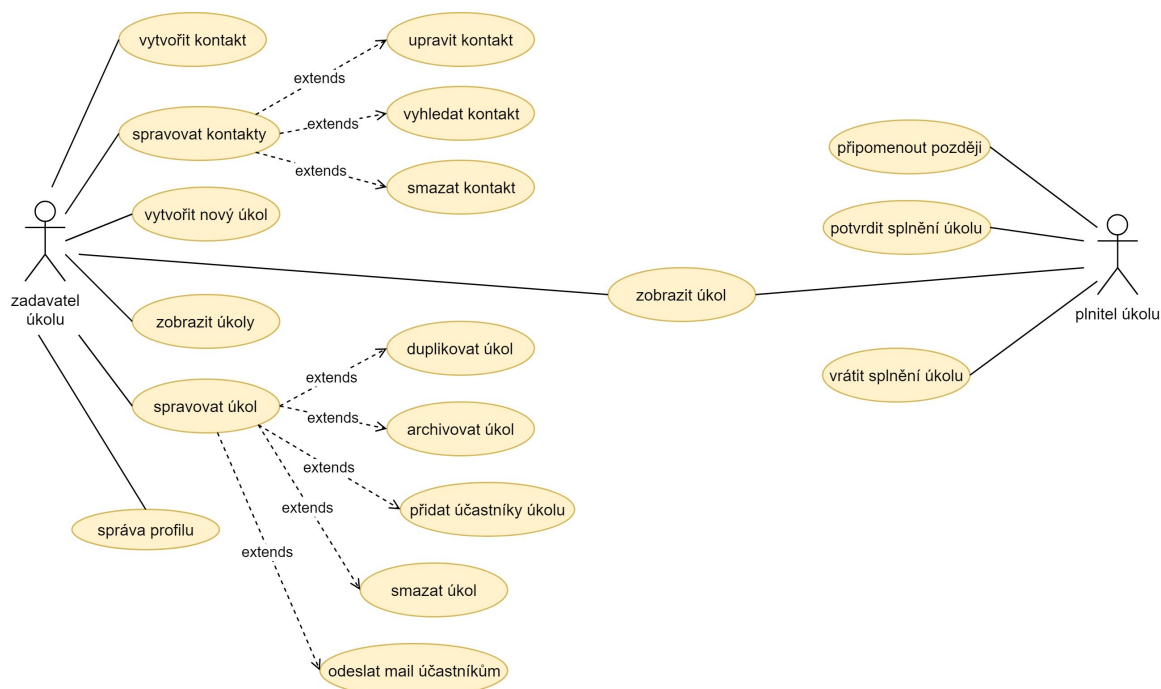 vytvořit kontakt
upravit kontakt
extends
spravovat kontakty
extends
vyhledat kontakt
extends
smazat kontakt
připomenout později
vytvořit nový úkol
potvrdit splnění úkolu
zadavatel
úkolu
zobrazit úkol
plnitel úkolu
zobrazit úkoly
duplikovat úkol
extends
vrátit splnění úkolu
spravovat úkol
extends
archivovat úkol
extends
přidat účastníky úkolu
extends
správa profilu
extends
smazat úkol
odeslat mail účastníkům